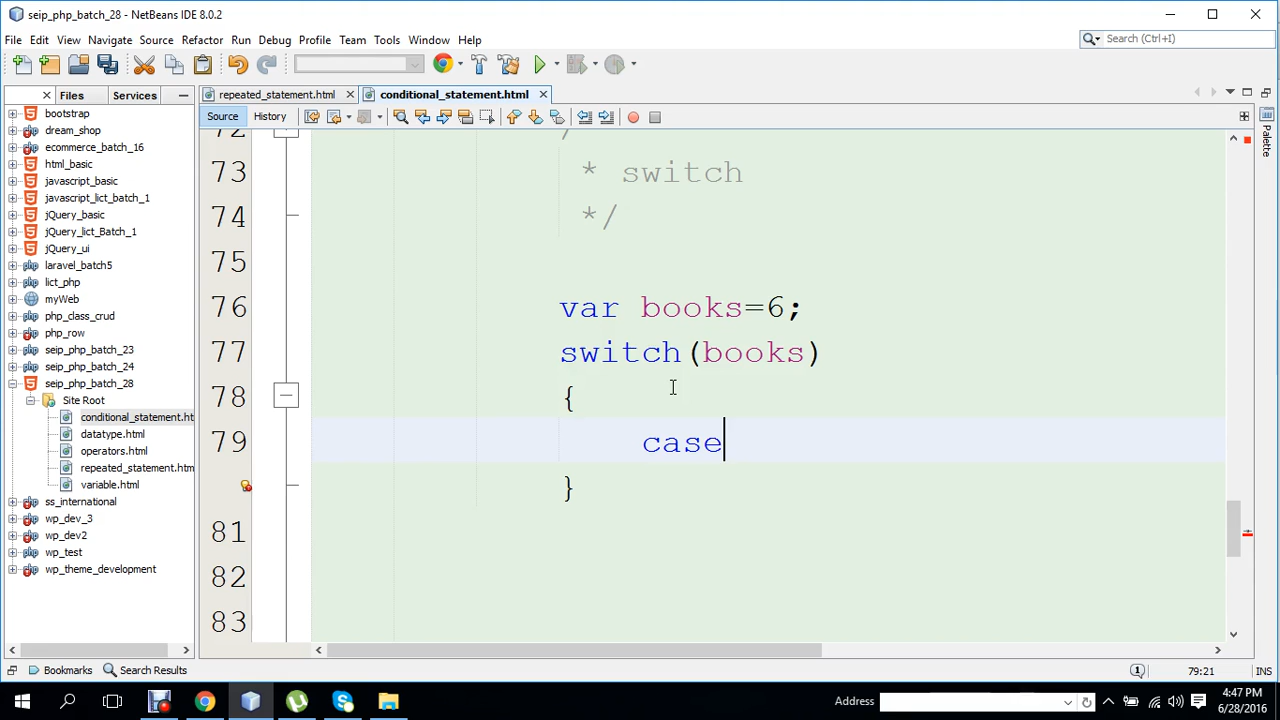 seip_php_batch_28 - NetBeans IDE 8.0.2
File Edit View Navigate Source Refactor Run Debug Profile Team Tools Window Help
Search (Ctrl+I)
Files Services
repeated_statement.html conditional_statement.html
Source History
Palette
bootstrap
dream_shop
ecommerce_batch_16
html_basic
javascript_basic
javascript_lict_batch_1
jQuery_basic
jQuery_lict_Batch_1
jQuery_ui
laravel_batch5
lict_php
myWeb
php_class_crud
php_row
seip_php_batch_23
seip_php_batch_24
seip_php_batch_28
Site Root
conditional_statement.ht
datatype.html
operators.html
repeated_statement.htm
variable.html
ss_international
wp_dev_3
wp_dev2
wp_test
wp_theme_development
72
73 * switch
74 */
75
76 var books=6;
77 switch(books)
78 {
79 case
}
81
82
83
Bookmarks Search Results
1 79:21 INS
Address
4:47 PM
6/28/2016